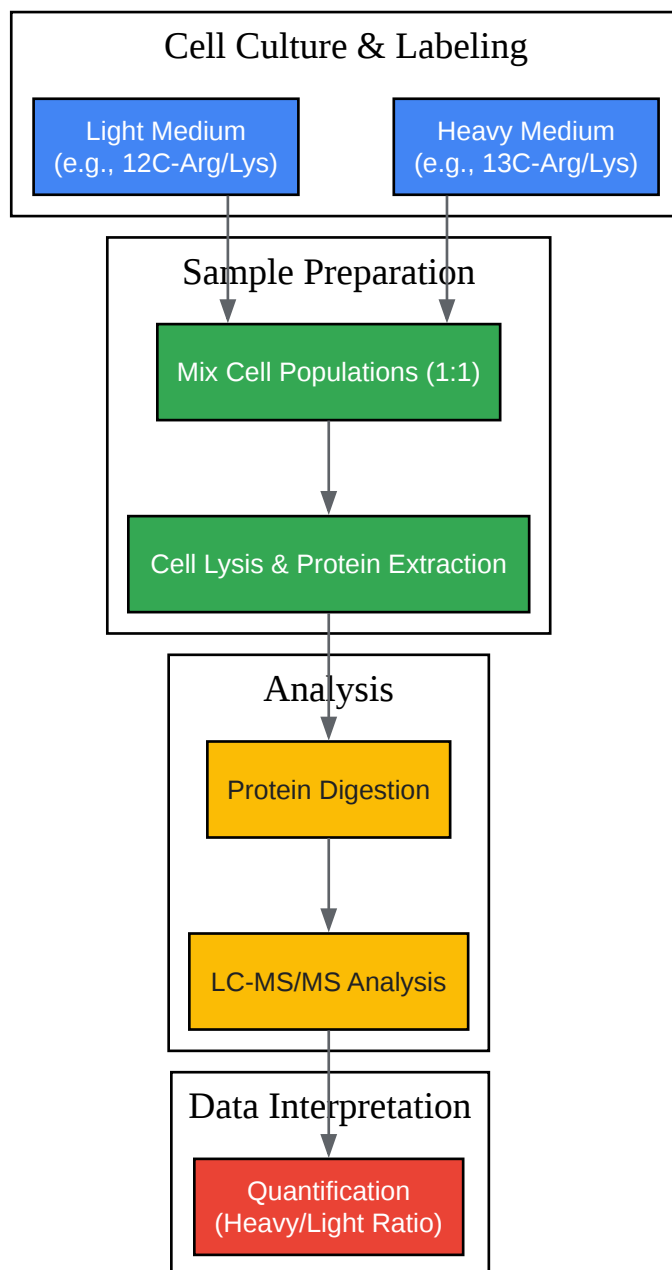 Cell Culture & Labeling
Light Medium
(e.g., 12C-Arg/Lys)
Heavy Medium
(e.g., 13C-Arg/Lys)
Sample Preparation
Mix Cell Populations (1:1)
Cell Lysis & Protein Extraction
Analysis
Protein Digestion
LC-MS/MS Analysis
Data Interpretation
Quantification
(Heavy/Light Ratio)